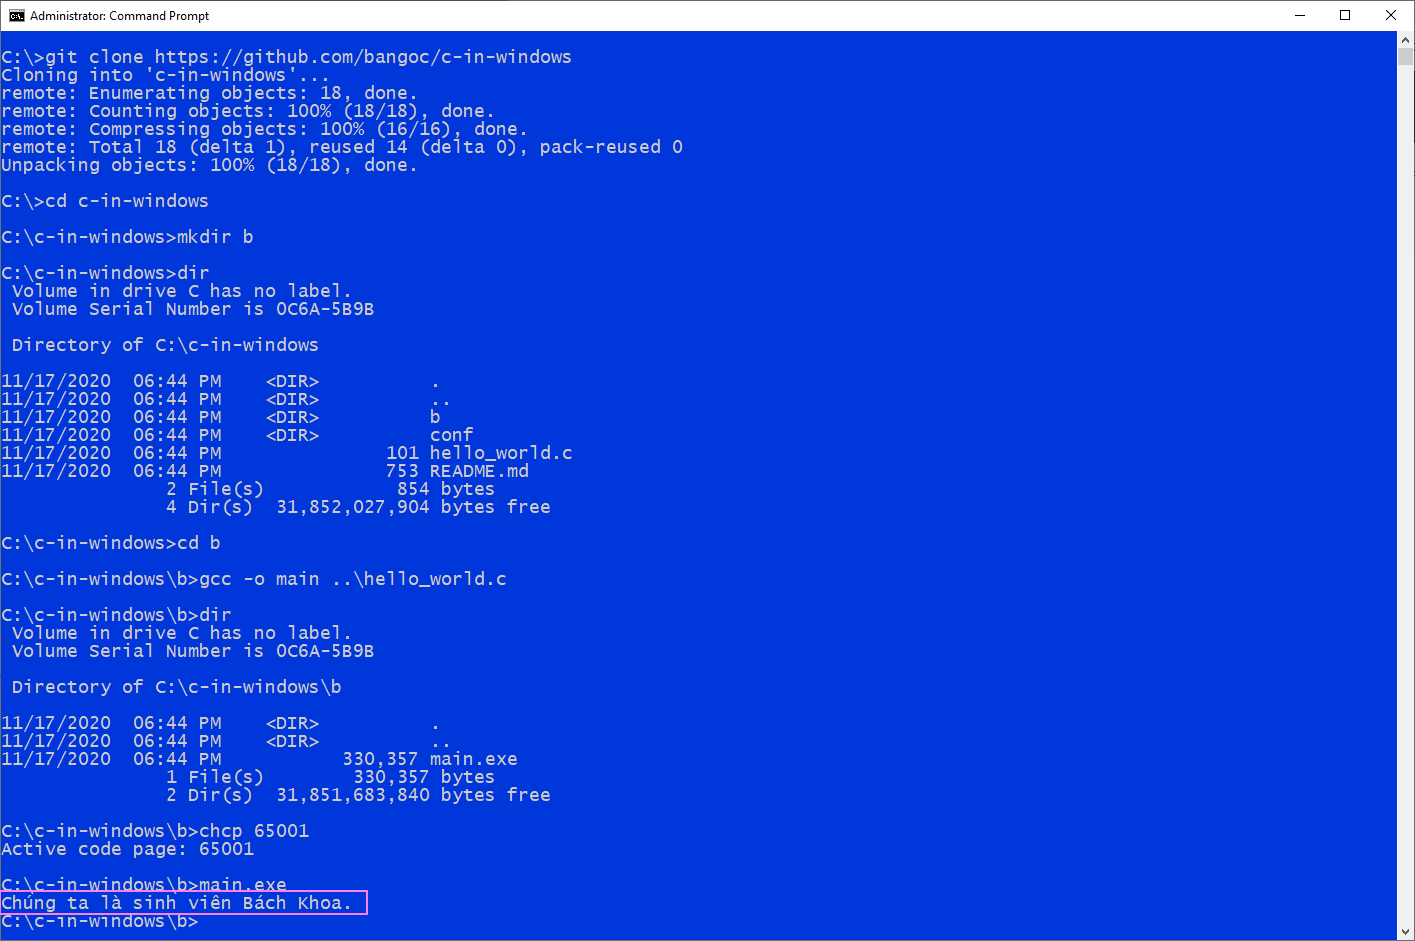 Administrator: Command Prompt
C:\>git clone https://github.com/bangoc/c-in-windows
Cloning into 'c-in-windows'...
remote: Enumerating objects: 18, done.
remote: Counting objects: 100% (18/18), done.
remote: Compressing objects: 100% (16/16), done.
remote: Total 18 (delta 1), reused 14 (delta 0), pack-reused 0
Unpacking objects: 100% (18/18), done.
C:\>cd c-in-windows
C:\c-in-windows>mkdir b
C:\c-in-windows>dir
Volume in drive C has no label.
Volume Serial Number is 0C6A-5B9B
Directory of C:\c-in-windows
11/17/2020  06:44 PM    <DIR>          .
11/17/2020  06:44 PM    <DIR>          ..
11/17/2020  06:44 PM    <DIR>          b
11/17/2020  06:44 PM    <DIR>          conf
11/17/2020  06:44 PM               101 hello_world.c
11/17/2020  06:44 PM               753 README.md
2 File(s)            854 bytes
4 Dir(s)  31,852,027,904 bytes free
C:\c-in-windows>cd b
C:\c-in-windows\b>gcc -o main ..\hello_world.c
C:\c-in-windows\b>dir
Volume in drive C has no label.
Volume Serial Number is 0C6A-5B9B
Directory of C:\c-in-windows\b
11/17/2020  06:44 PM    <DIR>          .
11/17/2020  06:44 PM    <DIR>          ..
11/17/2020  06:44 PM           330,357 main.exe
1 File(s)        330,357 bytes
2 Dir(s)  31,851,683,840 bytes free
C:\c-in-windows\b>chcp 65001
Active code page: 65001
C:\c-in-windows\b>main.exe
Chúng ta là sinh viên Bách Khoa.
C:\c-in-windows\b>